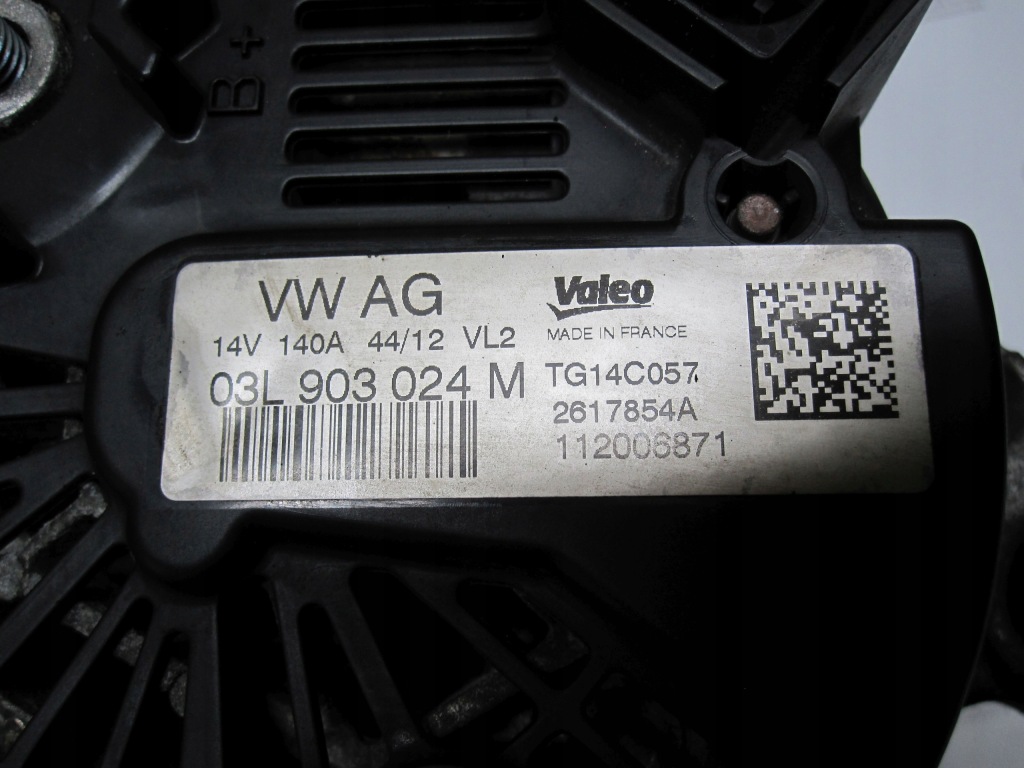 B+
VW AG
14V 140A 44/12 VL2
03L 903 024 M
Valeo
MADE IN FRANCE
TG14C057
2617854A
112006871